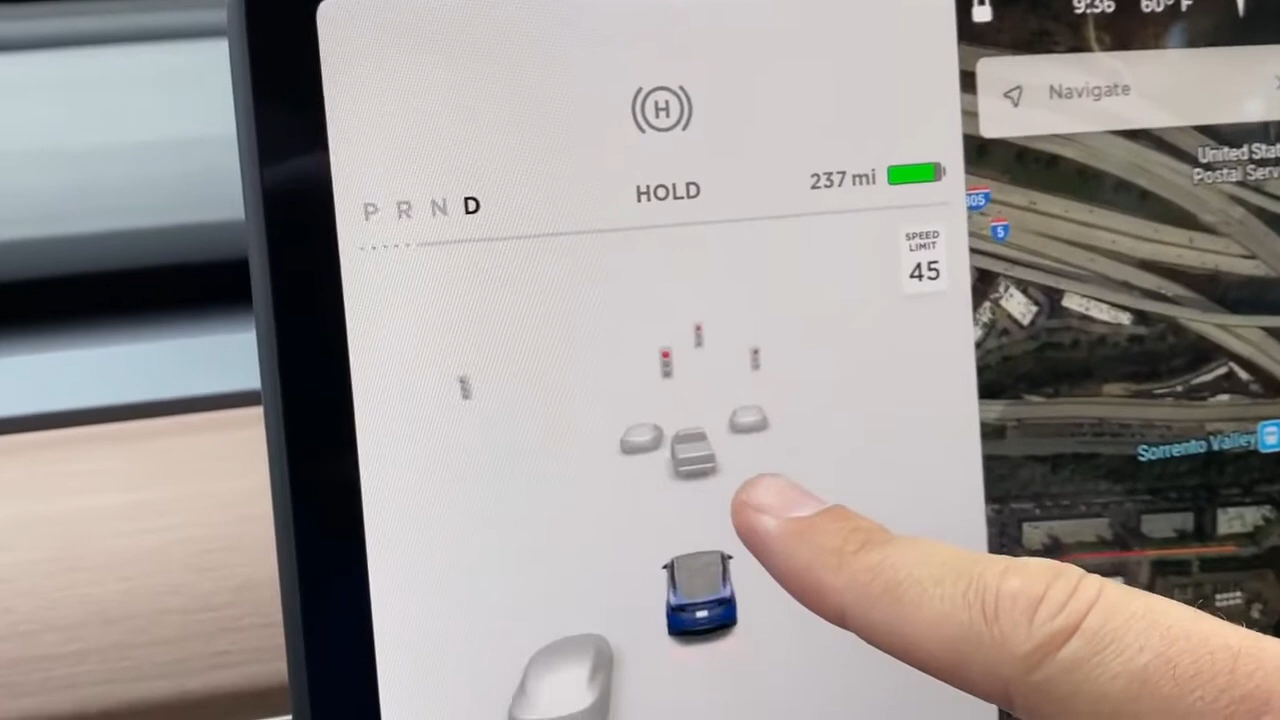 9:36 60° F
Navigate
H
237 mi
HOLD
P R N D
SPEED
LIMIT
45
United Stat
Postal Serv
805
5
Sorrento Valley